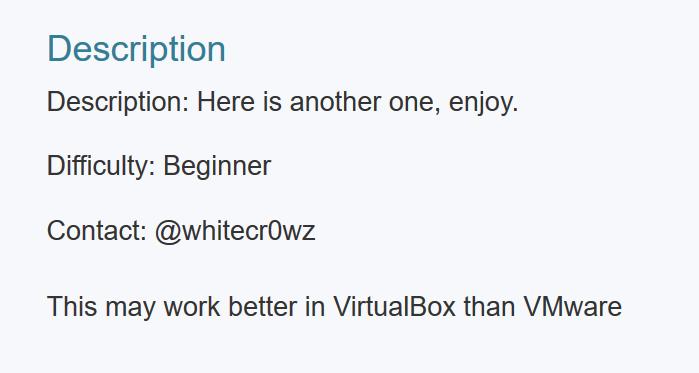 Description
Description: Here is another one, enjoy.
Difficulty: Beginner
Contact: @whitecr0wz
This may work better in VirtualBox than VMware